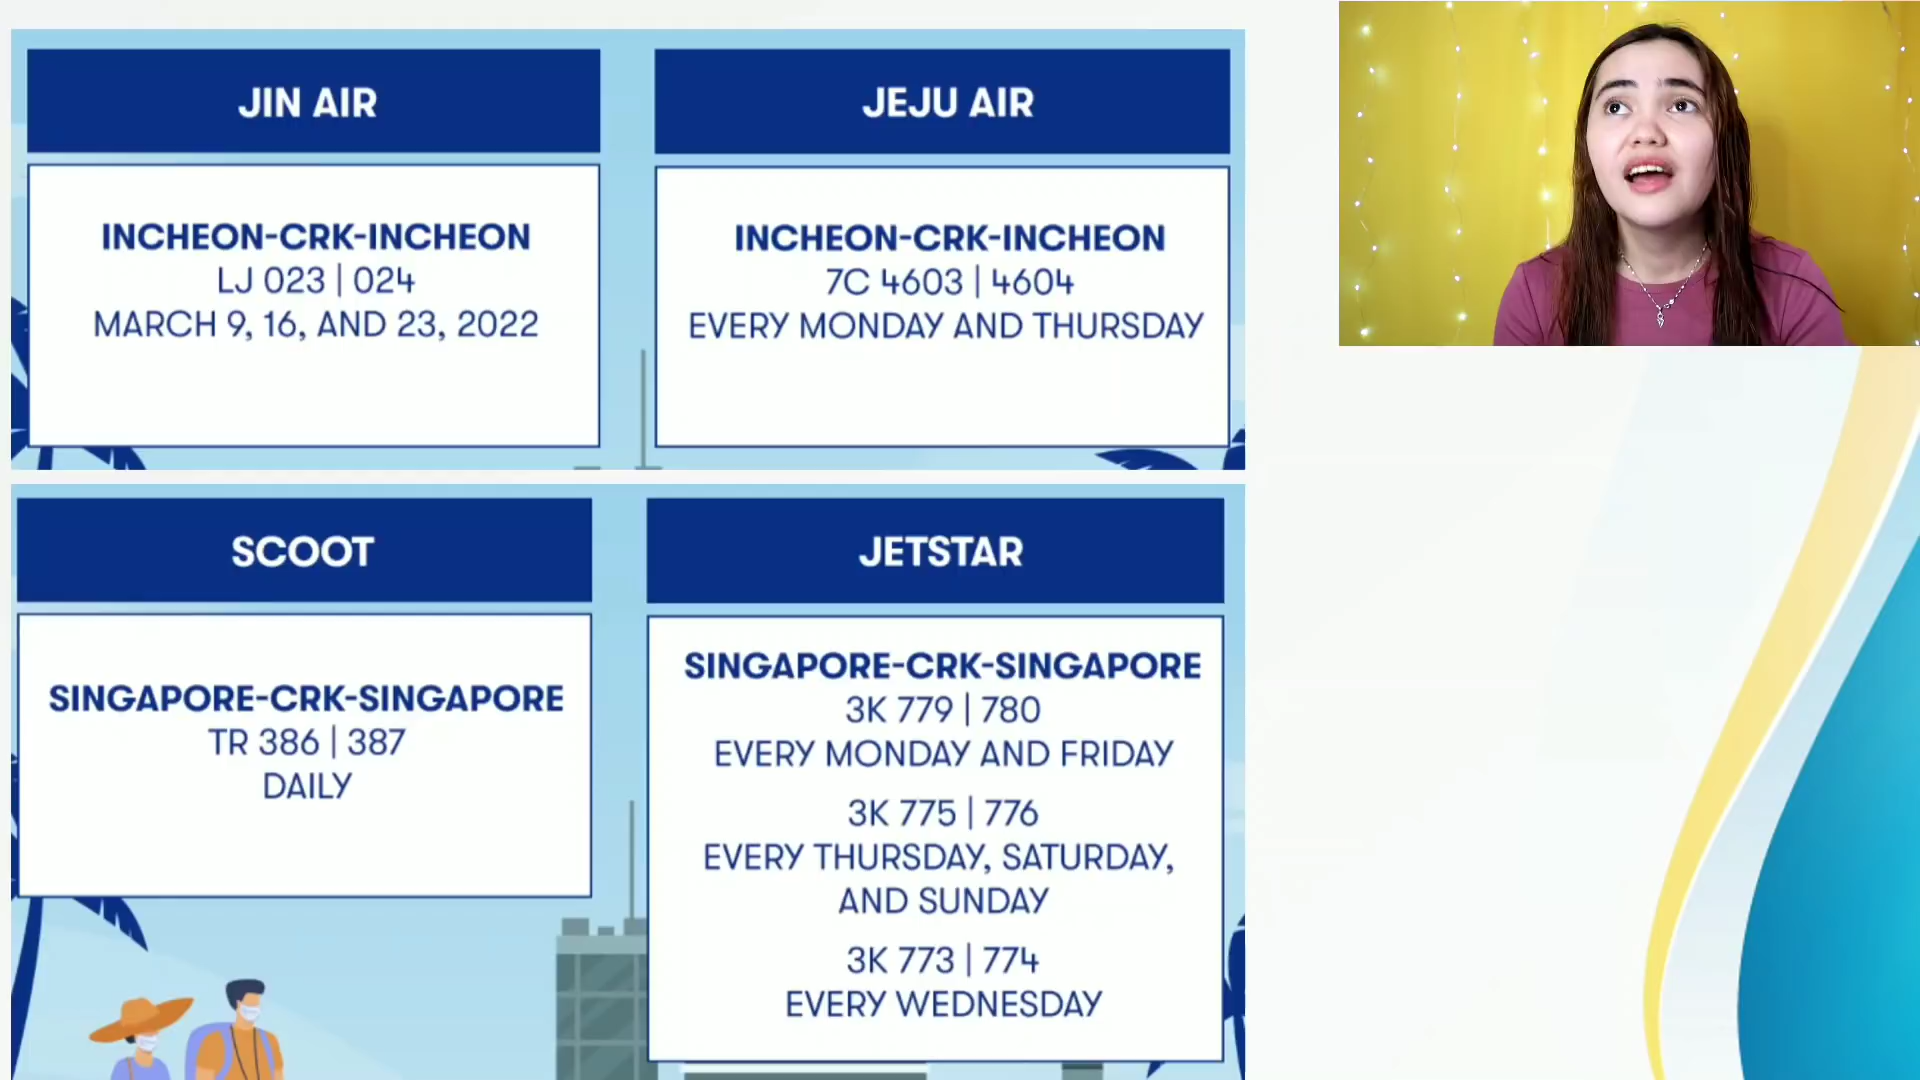 JIN AIR
INCHEON-CRK-INCHEON
LJ 023 | 024
MARCH 9, 16, AND 23, 2022
JEJU AIR
INCHEON-CRK-INCHEON
7C 4603 | 4604
EVERY MONDAY AND THURSDAY
SCOOT
SINGAPORE-CRK-SINGAPORE
TR 386 | 387
DAILY
JETSTAR
SINGAPORE-CRK-SINGAPORE
3K 779 | 780
EVERY MONDAY AND FRIDAY
3K 775 | 776
EVERY THURSDAY, SATURDAY,
AND SUNDAY
3K 773 | 774
EVERY WEDNESDAY